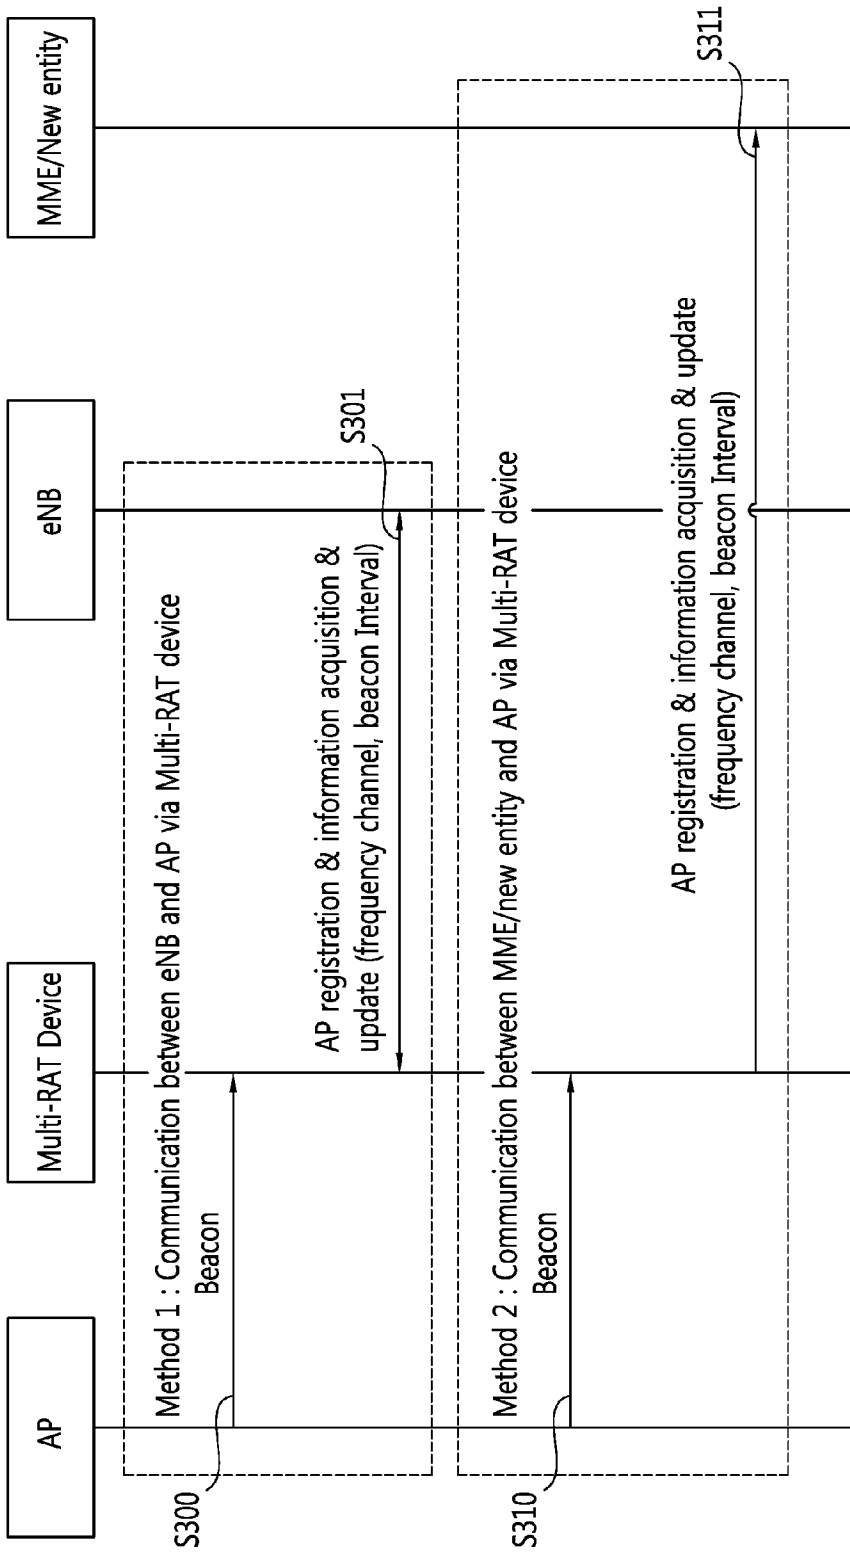 AP
Multi-RAT Device
eNB
MME/New entity
Method 1 : Communication between eNB and AP via Multi-RAT device
Beacon
S300
AP registration & information acquisition &
update (frequency channel, beacon Interval)
S301
Method 2 : Communication between MME/new entity and AP via Multi-RAT device
Beacon
S310
AP registration & information acquisition & update
(frequency channel, beacon Interval)
S311